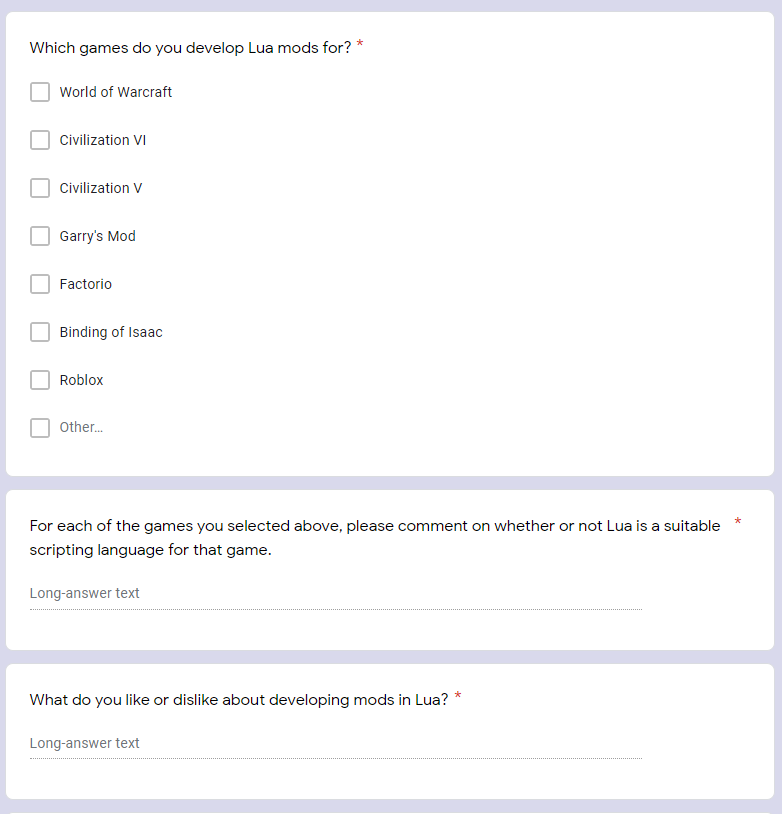 Which games do you develop Lua mods for? *
World of Warcraft
Civilization VI
Civilization V
Garry's Mod
Factorio
Binding of Isaac
Roblox
Other...
For each of the games you selected above, please comment on whether or not Lua is a suitable *
scripting language for that game.
Long-answer text
What do you like or dislike about developing mods in Lua? *
Long-answer text